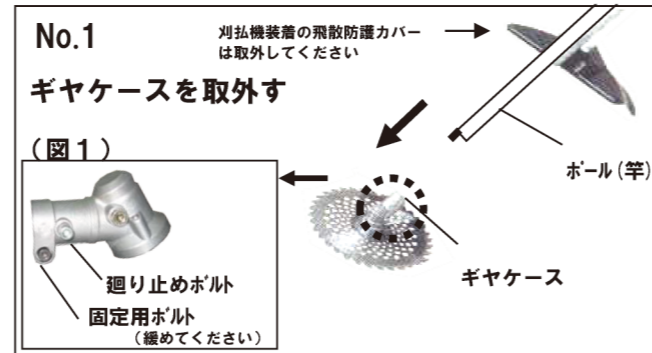 No.1
刈払機装着の飛散防護カバー
は取外してください
ギヤケースを取外す
(図1)
ﾎﾟｰﾙ(竿)
ギヤケース
廻り止めﾎﾞﾙﾄ
固定用ﾎﾞﾙﾄ
(緩めてください)